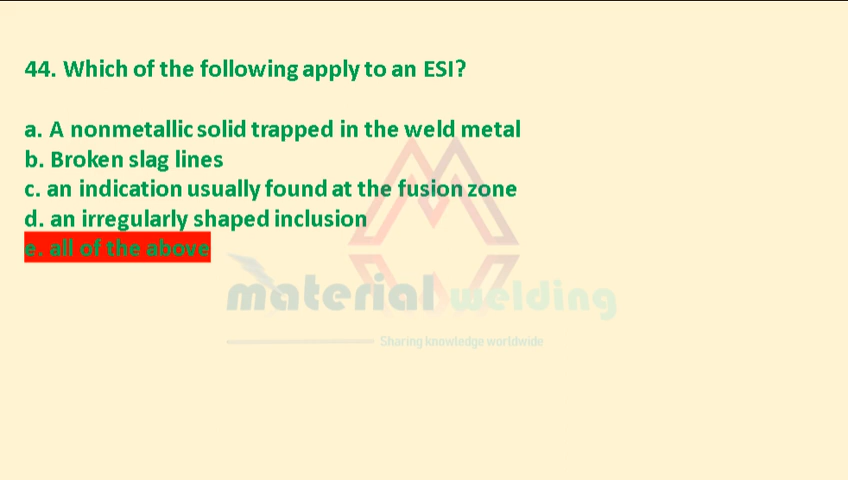 44. Which of the following apply to an ESI?
a. A nonmetallic solid trapped in the weld metal
b. Broken slag lines
c. an indication usually found at the fusion zone
d. an irregularly shaped inclusion
e. all of the above
material welding
Sharing knowledge worldwide